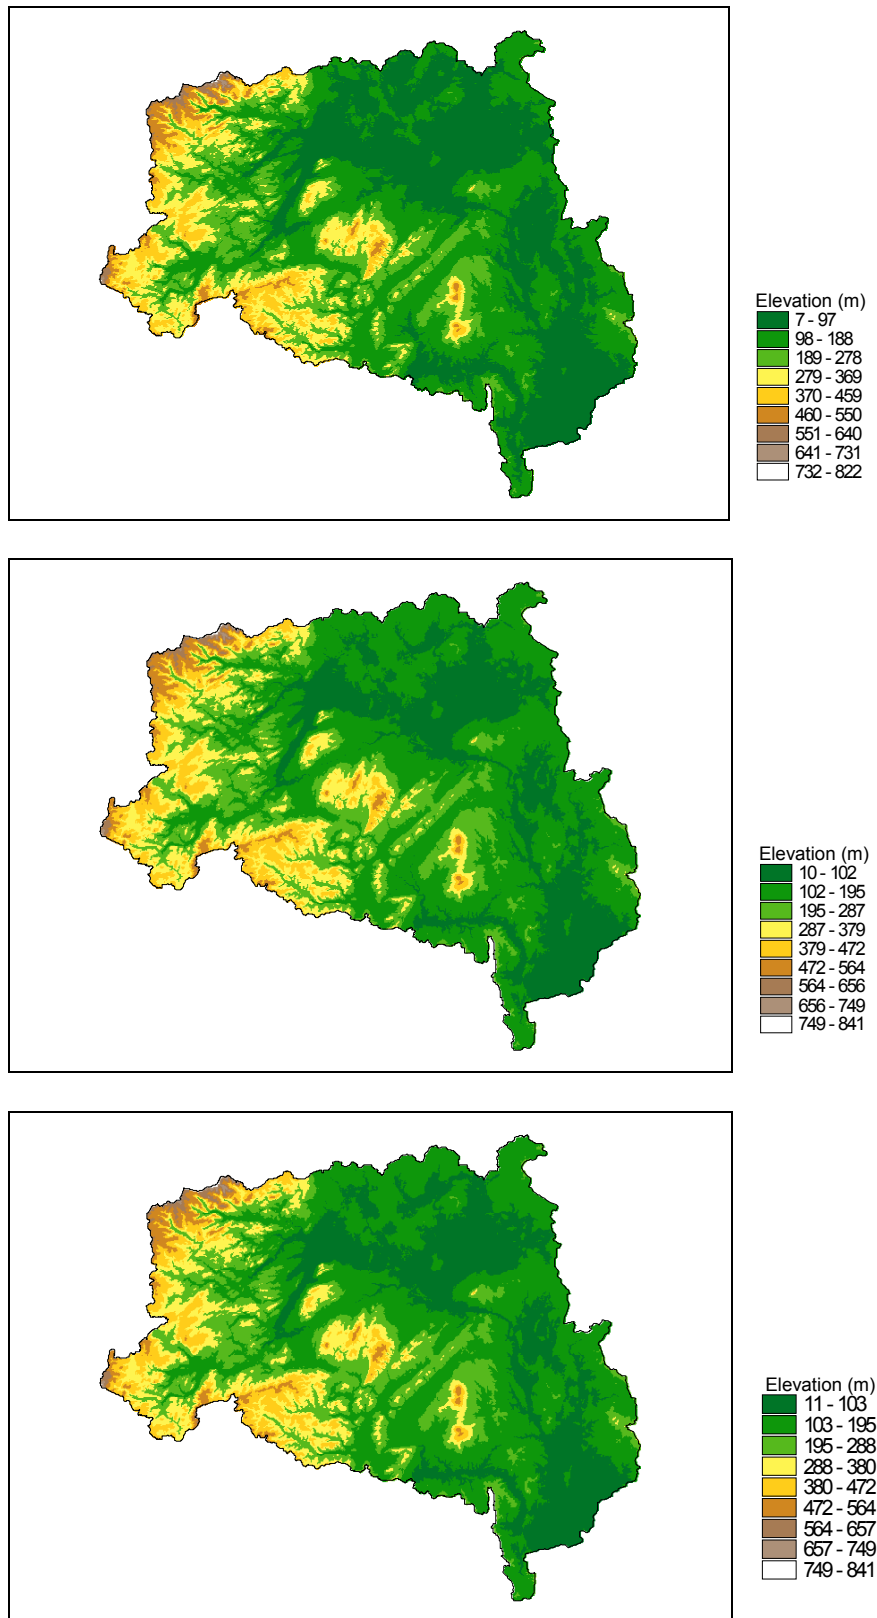 Elevation (m)
7 - 97
98 - 188
189 - 278
279 - 369
370 - 459
460 - 550
551 - 640
641 - 731
732 - 822
Elevation (m)
10 - 102
102 - 195
195 - 287
287 - 379
379 - 472
472 - 564
564 - 656
656 - 749
749 - 841
Elevation (m)
11 - 103
103 - 195
195 - 288
288 - 380
380 - 472
472 - 564
564 - 657
657 - 749
749 - 841